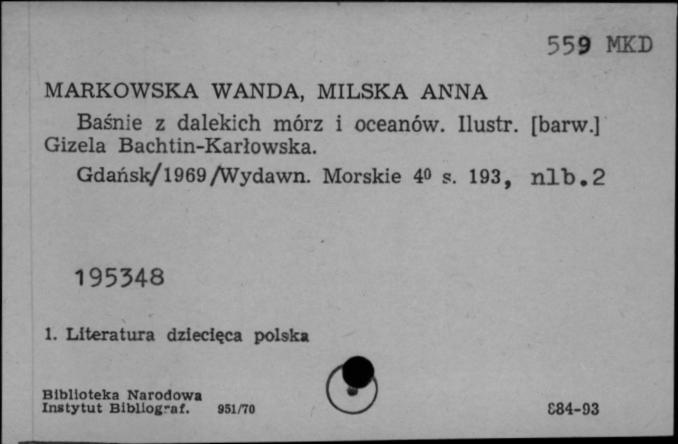 559 MKD
MARKOWSKA WANDA, MILSKA ANNA
Baśnie z dalekich mórz i oceanów. Ilustr. [barw.]
Gizela Bachtin-Karłowska.
Gdańsk/1969/Wydawn. Morskie 4⁰ s. 193, nlb.2
195348
1. Literatura dziecięca polska
Biblioteka Narodowa
Instytut Bibliograf. 951/70
884-93